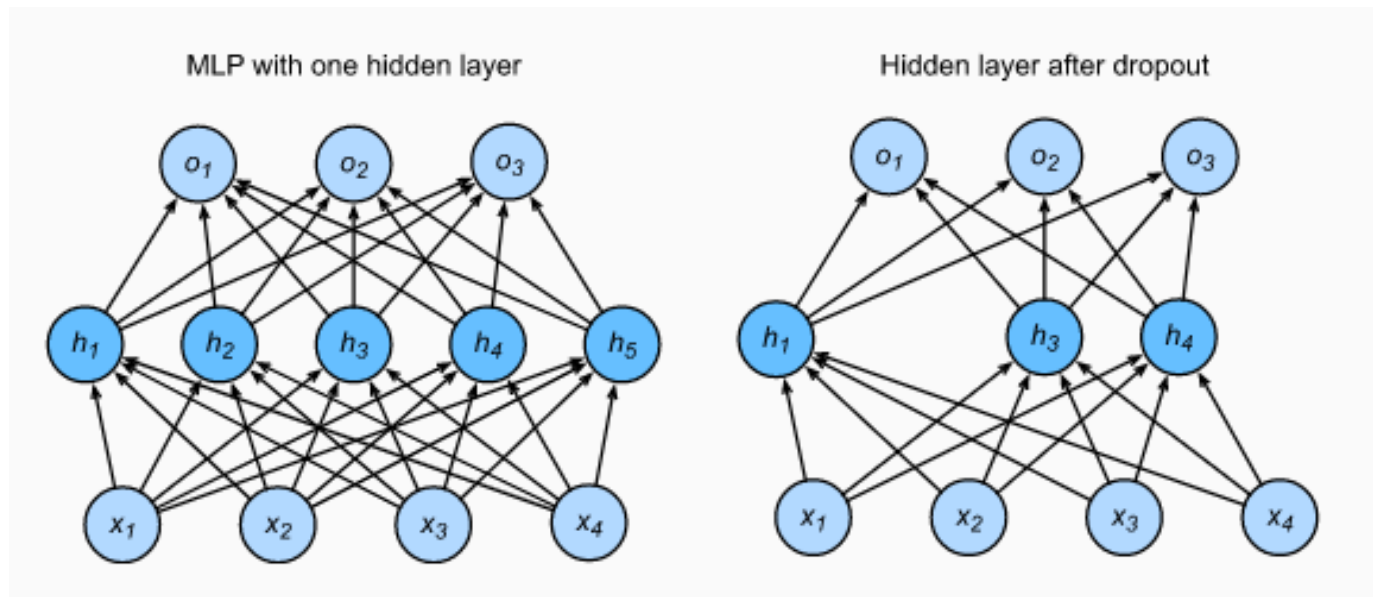 MLP with one hidden layer
o1 o2 o3
h1 h2 h3 h4 h5
x1 x2 x3 x4
Hidden layer after dropout
o1 o2 o3
h1 h3 h4
x1 x2 x3 x4